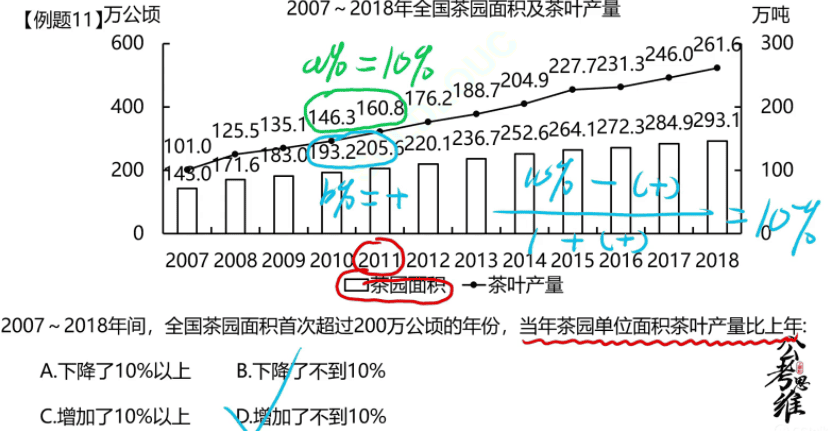 【例题11】
2007～2018年全国茶园面积及茶叶产量
万公顷
万吨
600
400
200
0
300
200
100
0
a% = 10%
101.0 125.5 135.1 146.3 160.8 176.2 188.7 204.9 227.7 231.3 246.0 261.6
143.0 171.6 183.0 193.2 205.6 220.1 236.7 252.6 264.1 272.3 284.9 293.1
b% = +
= 10-%
1 + (+)
2007 2008 2009 2010 2011 2012 2013 2014 2015 2016 2017 2018
茶园面积 茶叶产量
2007～2018年间，全国茶园面积首次超过200万公顷的年份，当年茶园单位面积茶叶产量比上年:
A.下降了10%以上 B.下降了不到10%
C.增加了10%以上 D.增加了不到10%
公考思维